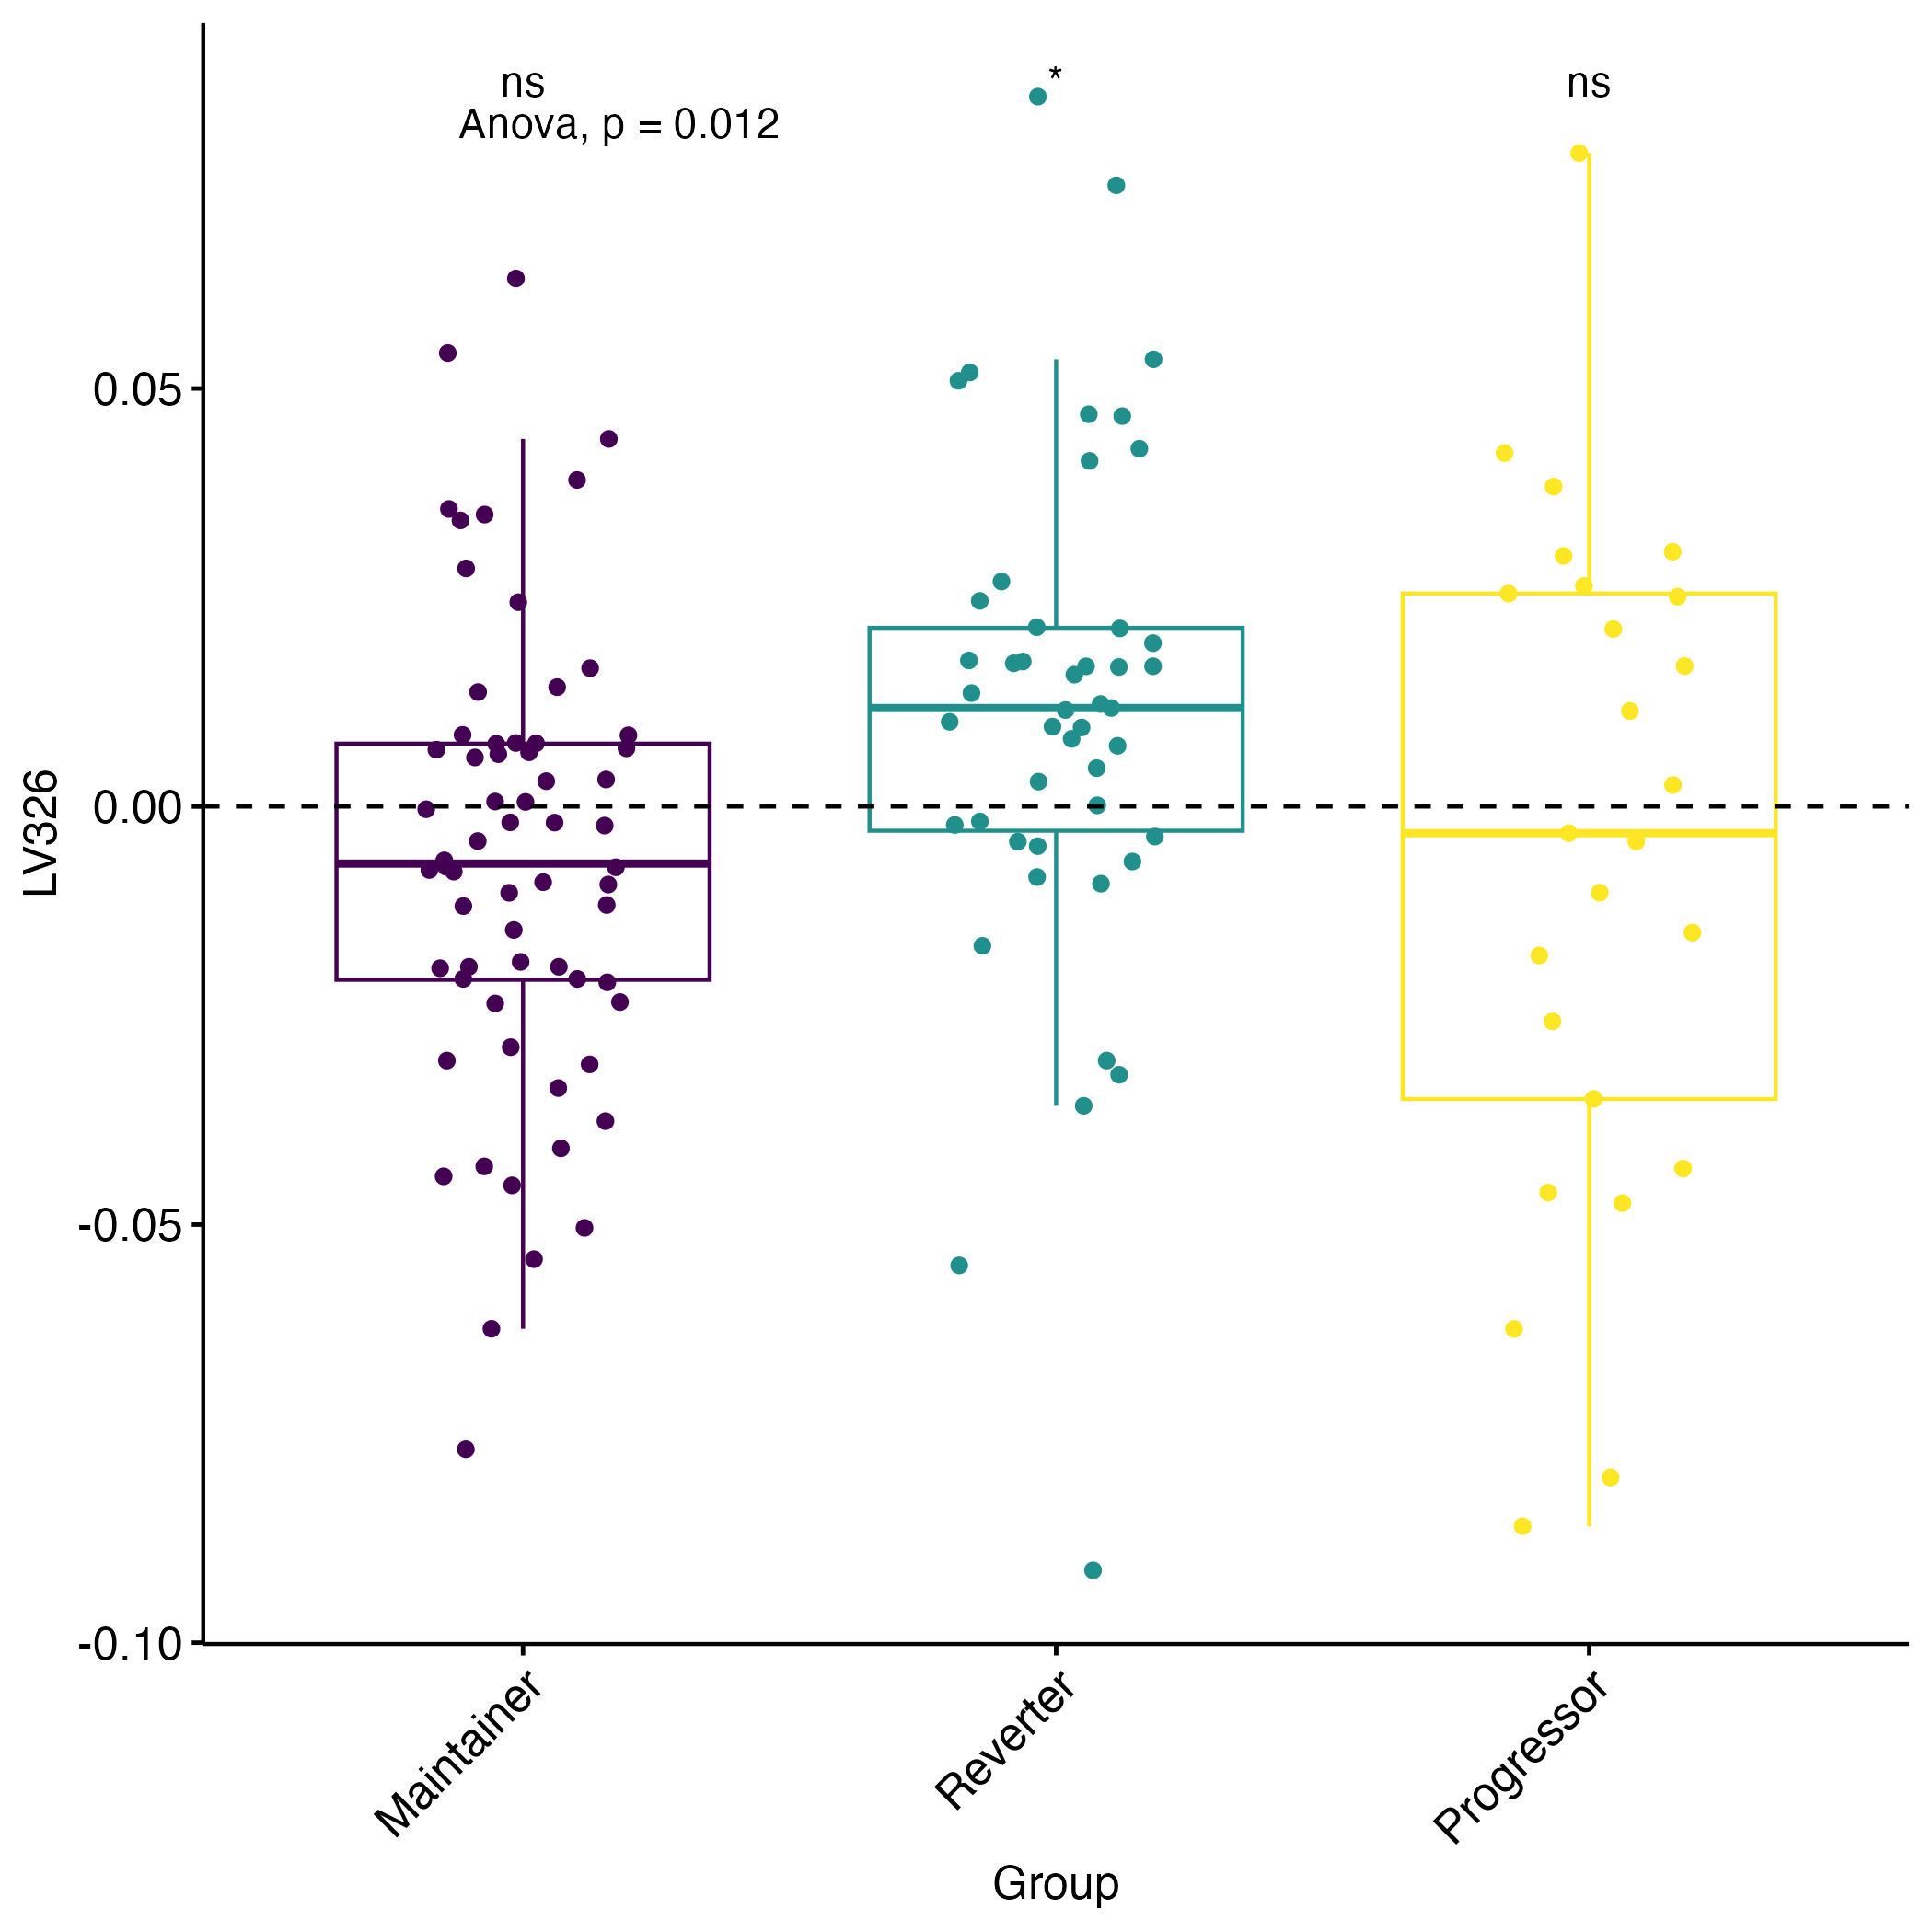 ns
*
ns
Anova, p = 0.012
0.05
0.00
-0.05
-0.10
LV326
Maintainer
Reverter
Progressor
Group